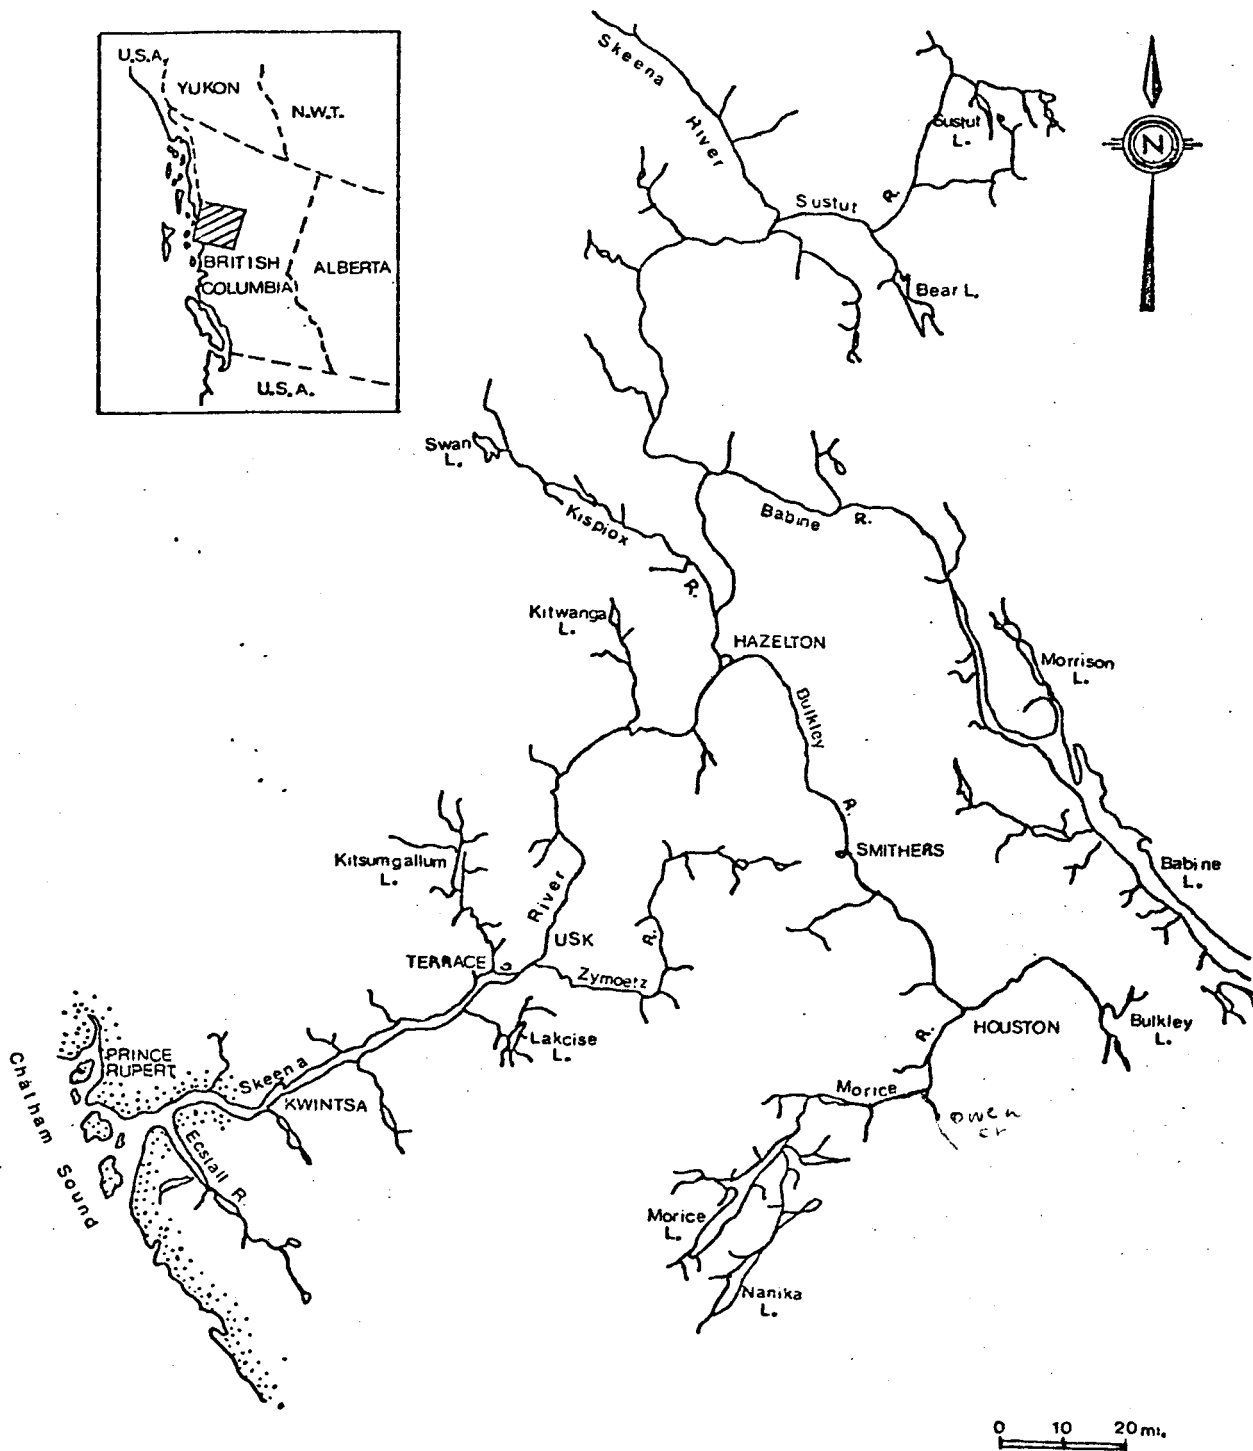 U.S.A.
YUKON
N.W.T.
BRITISH
COLUMBIA
ALBERTA
U.S.A.
Skeena
River
Sustut
L.
Sustut
R.
Bear L.
N
Swan
L.
Kispiox
R.
Babine
R.
Kitwanga
L.
HAZELTON
Morrison
L.
Bulkley
R.
SMITHERS
Kitsumgallum
L.
Babine
L.
River
USK
R.
TERRACE
Zymoetz
Lakcise
L.
HOUSTON
Bulkley
L.
R.
PRINCE
RUPERT
Skeena
KWINTSA
Morice
owen
cr
Chatham Sound
Ecstall R.
Morice
L.
Nanika
L.
0 10 20 mi.